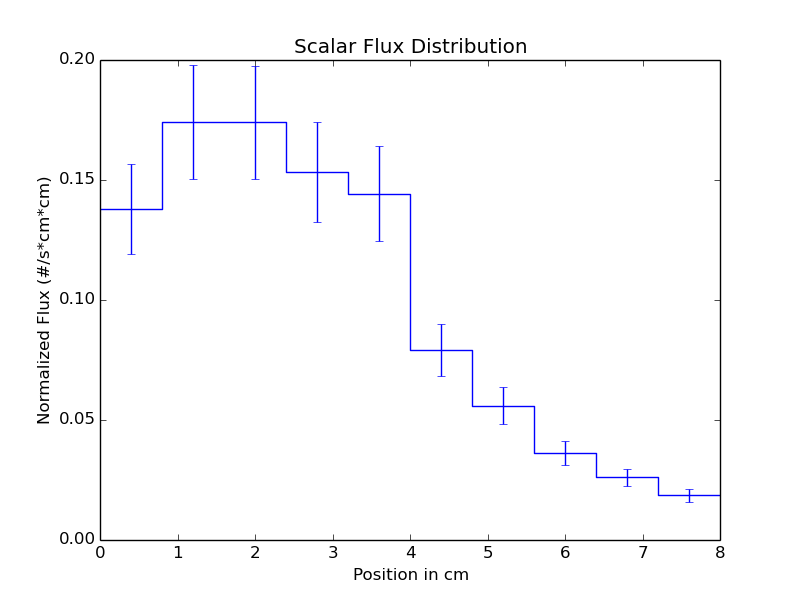 Scalar Flux Distribution
0.20
0.15
0.10
0.05
0.00
Normalized Flux (#/s*cm*cm)
0 1 2 3 4 5 6 7 8
Position in cm